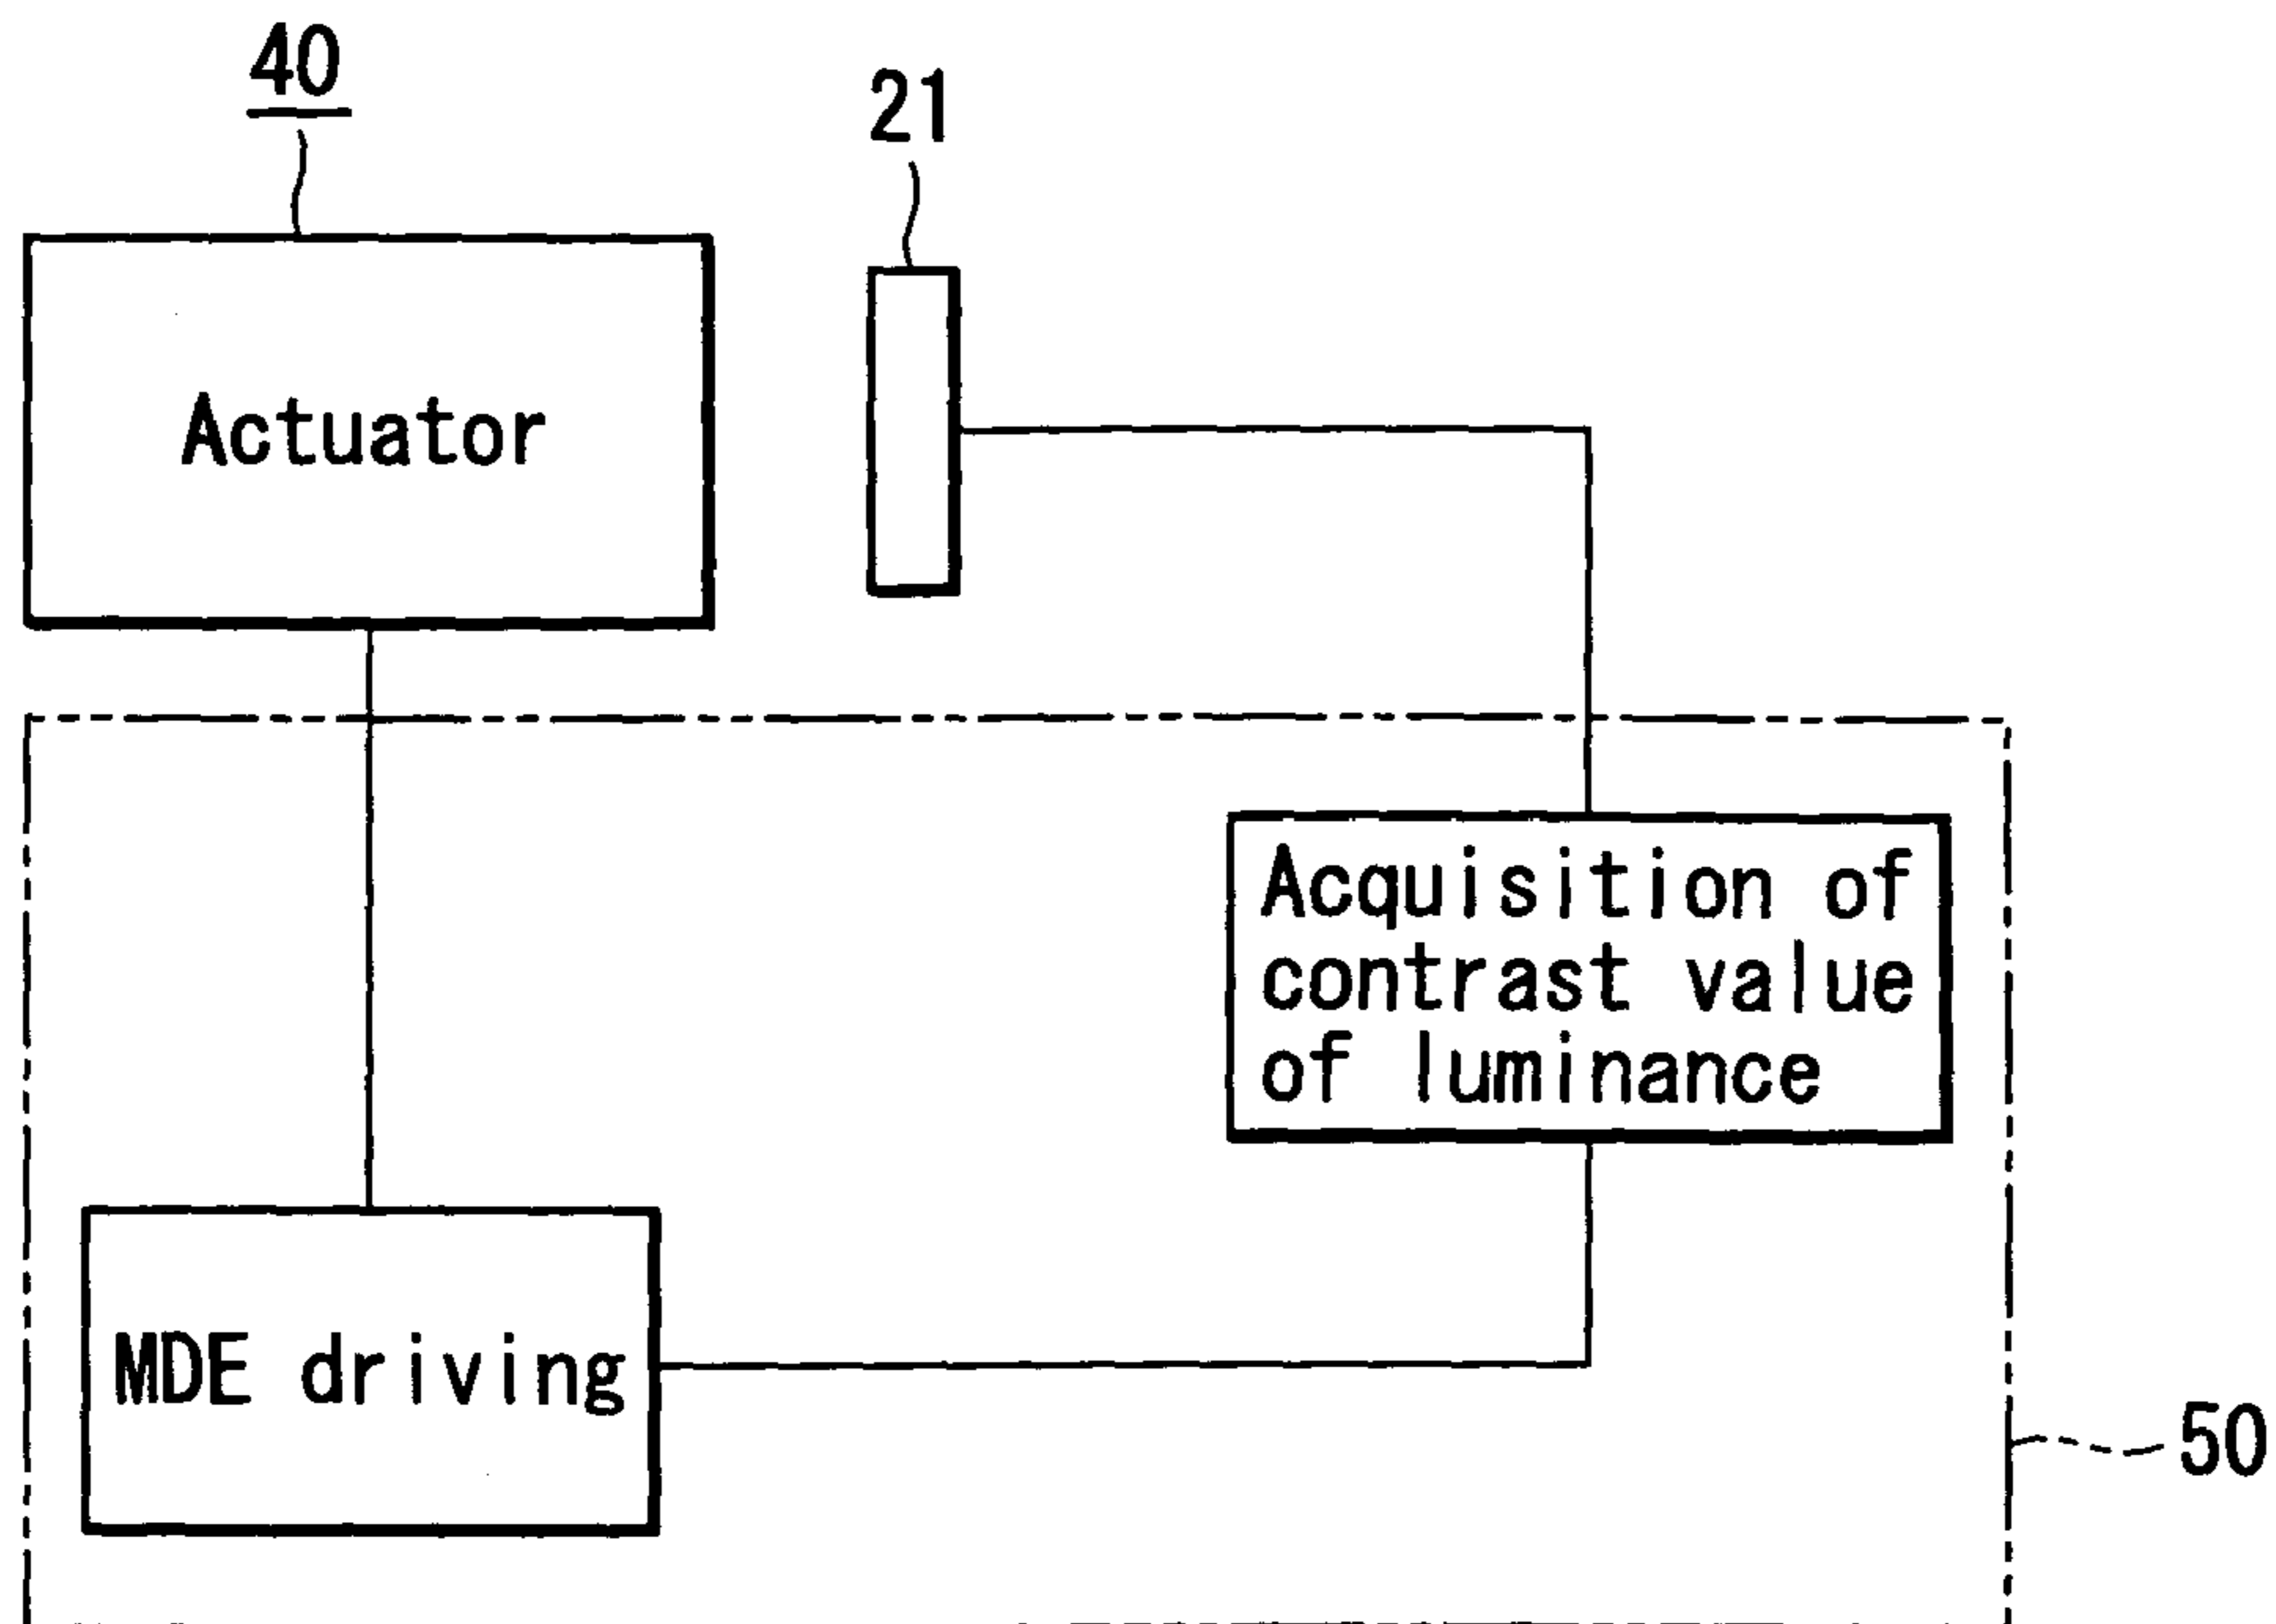 40
21
Actuator
Acquisition of
contrast value
of luminance
MDE driving
50